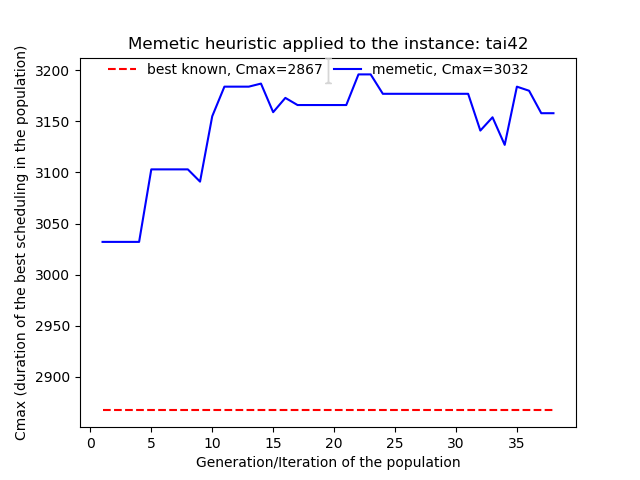 Memetic heuristic applied to the instance: tai42
best known, Cmax=2867 memetic, Cmax=3032
Cmax (duration of the best scheduling in the population)
3200
3150
3100
3050
3000
2950
2900
0 5 10 15 20 25 30 35
Generation/Iteration of the population